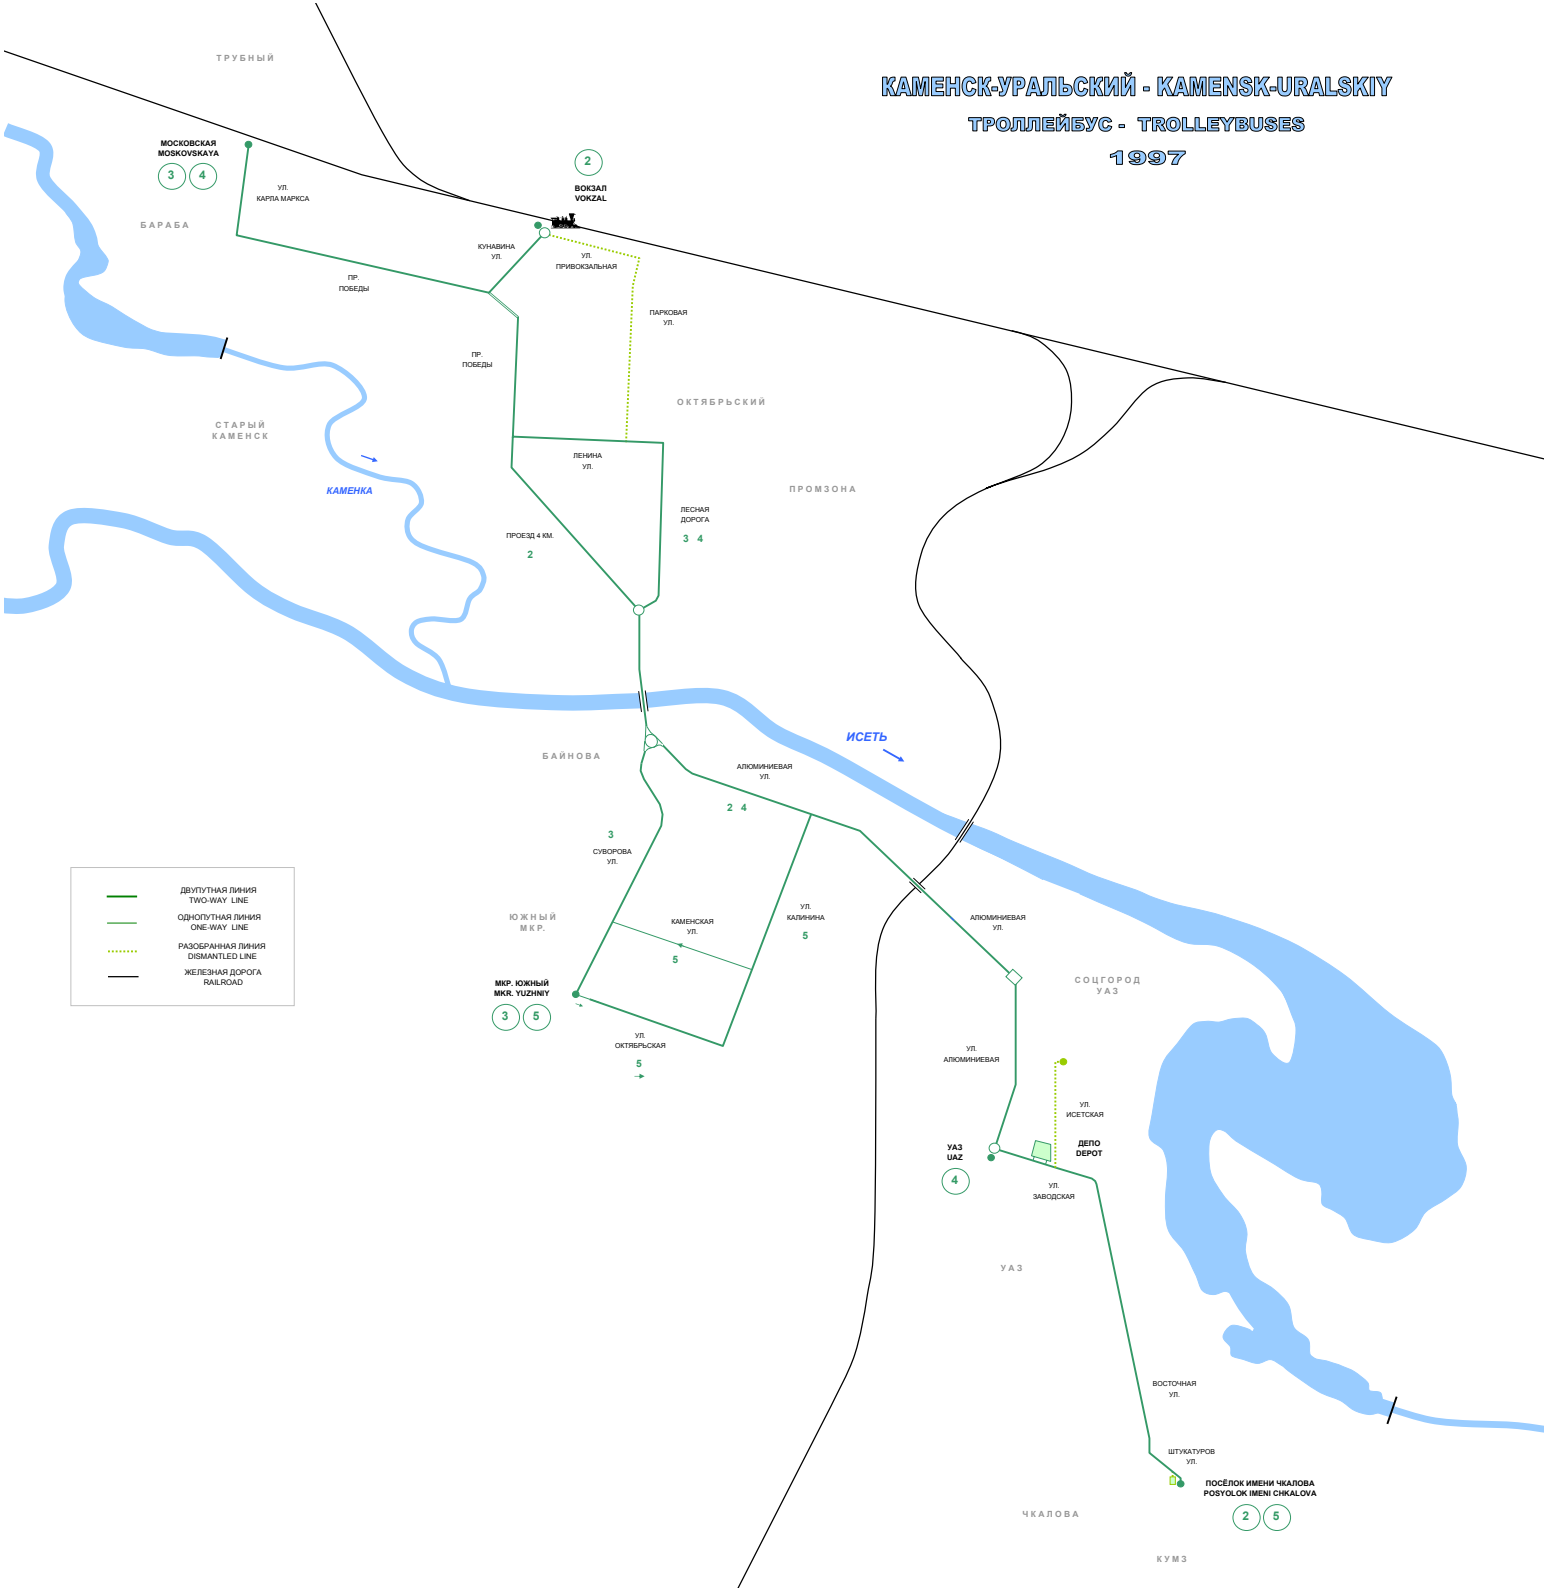 ТРУБНЫЙ
КАМЕНСК-УРАЛЬСКИЙ - KAMENSK-URALSKIY
ТРОЛЛЕЙБУС - TROLLEYBUSES
1997
МОСКОВСКАЯ
MOSKOVSKAYA
3 4
2
ВОКЗАЛ
VOKZAL
УЛ.
КАРЛА МАРКСА
БАРАБА
КУНАВИНА
УЛ.
УЛ.
ПРИВОКЗАЛЬНАЯ
ПР.
ПОБЕДЫ
ПАРКОВАЯ
УЛ.
ПР.
ПОБЕДЫ
ОКТЯБРЬСКИЙ
СТАРЫЙ
КАМЕНСК
ЛЕНИНА
УЛ.
КАМЕНКА
ПРОМЗОНА
ЛЕСНАЯ
ДОРОГА
3 4
ПРОЕЗД 4 КМ.
2
ИСЕТЬ
БАЙНОВА
АЛЮМИНИЕВАЯ
УЛ.
2 4
3
СУВОРОВА
УЛ.
ДВУПУТНАЯ ЛИНИЯ
TWO-WAY LINE
ОДНОПУТНАЯ ЛИНИЯ
ONE-WAY LINE
РАЗОБРАННАЯ ЛИНИЯ
DISMANTLED LINE
ЖЕЛЕЗНАЯ ДОРОГА
RAILROAD
ЮЖНЫЙ
МКР.
КАМЕНСКАЯ
УЛ.
5
УЛ.
КАЛИНИНА
5
АЛЮМИНИЕВАЯ
УЛ.
МКР. ЮЖНЫЙ
MKR. YUZHNIY
3 5
СОЦГОРОД
УАЗ
УЛ.
ОКТЯБРЬСКАЯ
5
УЛ.
АЛЮМИНИЕВАЯ
УЛ.
ИСЕТСКАЯ
УАЗ
UAZ
4
ДЕПО
DEPOT
УЛ.
ЗАВОДСКАЯ
УАЗ
ВОСТОЧНАЯ
УЛ.
ШТУКАТУРОВ
УЛ.
ПОСЁЛОК ИМЕНИ ЧКАЛОВА
POSYOLOK IMENI CHKALOVA
2 5
ЧКАЛОВА
КУМЗ